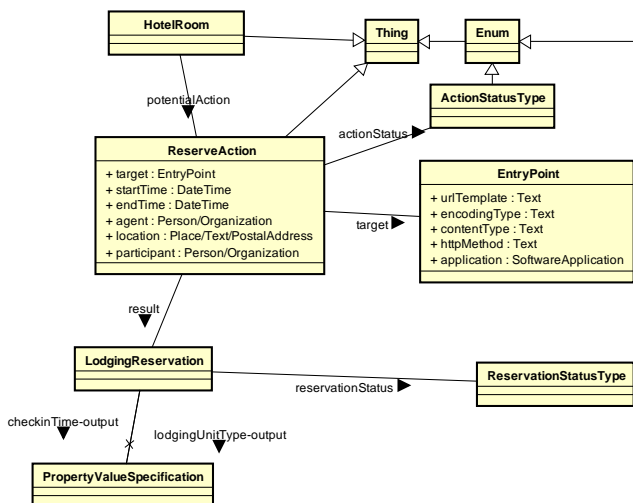 HotelRoom
Thing
Enum
potentialAction
ActionStatusType
actionStatus
ReserveAction
+ target : EntryPoint
+ startTime : DateTime
+ endTime : DateTime
+ agent : Person/Organization
+ location : Place/Text/PostalAddress
+ participant : Person/Organization
EntryPoint
+ urlTemplate : Text
+ encodingType : Text
+ contentType : Text
+ httpMethod : Text
+ application : SoftwareApplication
target
result
LodgingReservation
reservationStatus
ReservationStatusType
checkinTime-output
lodgingUnitType-output
PropertyValueSpecification